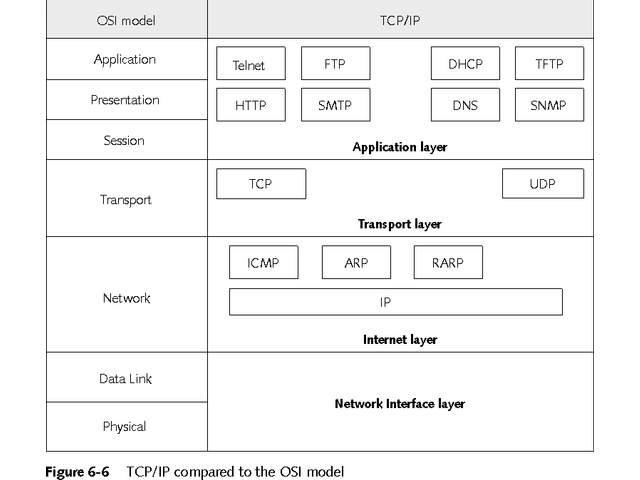 OSI model TCP/IP
Application
Telnet FTP DHCP TFTP
Presentation
HTTP SMTP DNS SNMP
Session
Application layer
TCP UDP
Transport
Transport layer
ICMP ARP RARP
Network
IP
Internet layer
Data Link
Network Interface layer
Physical
Figure 6-6 TCP/IP compared to the OSI model